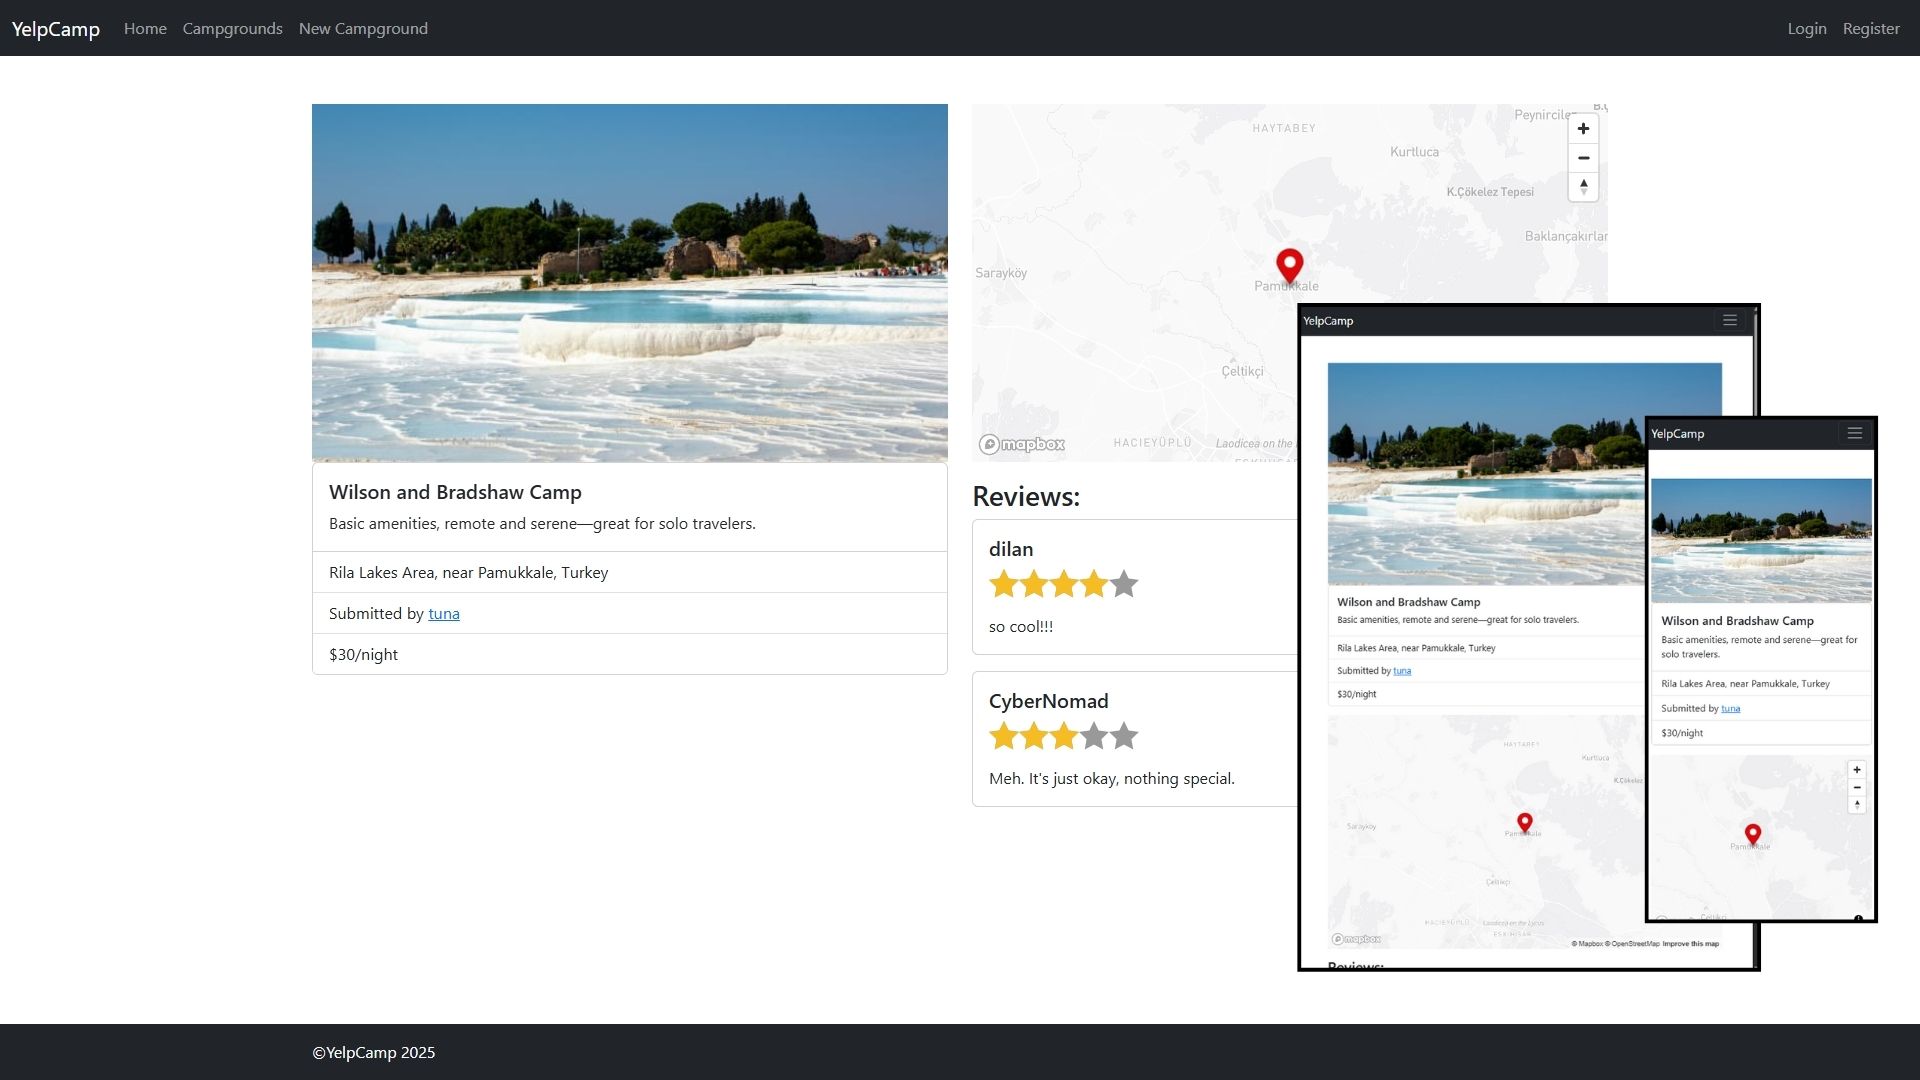 YelpCamp Home Campgrounds New Campground Login Register
HAYTABEY
Kurtluca
K.Çökelez Tepesi
Sarayköy
Pamukkale
Çeltikçi
mapbox
HACIEYÜPLÜ
Laodicea on the
Wilson and Bradshaw Camp
Basic amenities, remote and serene—great for solo travelers.
Rila Lakes Area, near Pamukkale, Turkey
Submitted by tuna
$30/night
Reviews:
dilan
so cool!!!
CyberNomad
Meh. It's just okay, nothing special.
YelpCamp
Wilson and Bradshaw Camp
Basic amenities, remote and serene—great for solo travelers.
Rila Lakes Area, near Pamukkale, Turkey
Submitted by tuna
$30/night
HAYTABEY
Kurtluca
K.Çökelez
Sarayköy
Pamukkale
Çeltikçi
HACIEYÜPLÜ
Laodicea on the Lycus
ESKIHISAR
mapbox
© Mapbox © OpenStreetMap Improve this map
Reviews:
YelpCamp
Wilson and Bradshaw Camp
Basic amenities, remote and serene—great for
solo travelers.
Rila Lakes Area, near Pamukkale, Turkey
Submitted by tuna
$30/night
Pamukkale
Çeltikçi
©YelpCamp 2025